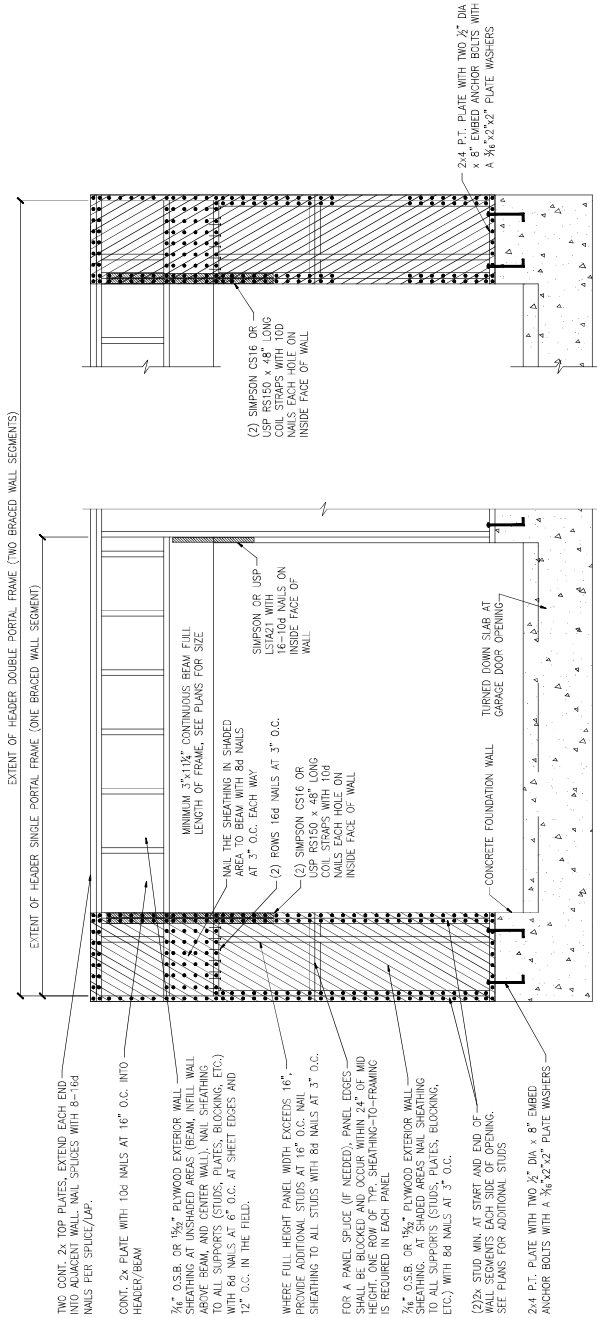 EXTENT OF HEADER DOUBLE PORTAL FRAME (TWO BRACED WALL SEGMENTS)
EXTENT OF HEADER SINGLE PORTAL FRAME (ONE BRACED WALL SEGMENT)
TWO CONT. 2x TOP PLATES, EXTEND EACH END
INTO ADJACENT WALL. NAIL SPLICES WITH 8-16d
NAILS PER SPLICE/LAP.
CONT. 2x PLATE WITH 10d NAILS AT 16" O.C. INTO
HEADER/BEAM
7/16" O.S.B. OR 15/32" PLYWOOD EXTERIOR WALL
SHEATHING AT UNSHADED AREAS (BEAM, INFILL WALL
ABOVE BEAM, AND CENTER WALL), NAIL SHEATHING
TO ALL SUPPORTS (STUDS, PLATES, BLOCKING, ETC.)
WITH 8d NAILS AT 6" O.C. AT SHEET EDGES AND
12" O.C. IN THE FIELD.
WHERE FULL HEIGHT PANEL WIDTH EXCEEDS 16",
PROVIDE ADDITIONAL STUDS AT 16" O.C. NAIL
SHEATHING TO ALL STUDS WITH 8d NAILS AT 3" O.C.
FOR A PANEL SPLICE (IF NEEDED), PANEL EDGES
SHALL BE BLOCKED AND OCCUR WITHIN 24" OF MID
HEIGHT. ONE ROW OF TYP. SHEATHING-TO-FRAMING
IS REQUIRED IN EACH PANEL
7/16" O.S.B. OR 15/32" PLYWOOD EXTERIOR WALL
SHEATHING. AT SHADED AREAS NAIL SHEATHING
TO ALL SUPPORTS (STUDS, PLATES, BLOCKING,
ETC.) WITH 8d NAILS AT 3" O.C.
(2)2x STUD MIN. AT START AND END OF
WALL SEGMENTS EACH SIDE OF OPENING.
SEE PLANS FOR ADDITIONAL STUDS
2x4 P.T. PLATE WITH TWO 1/2" DIA x 8" EMBED
ANCHOR BOLTS WITH A 3/16"x2"x2" PLATE WASHERS
MINIMUM 3"x11 1/4" CONTINUOUS BEAM FULL
LENGTH OF FRAME, SEE PLANS FOR SIZE
NAIL THE SHEATHING IN SHADED
AREA TO BEAM WITH 8d NAILS
AT 3" O.C. EACH WAY
(2) ROWS 16d NAILS AT 3" O.C.
(2) SIMPSON CS16 OR
USP RS150 x 48" LONG
COIL STRAPS WITH 10d
NAILS EACH HOLE ON
INSIDE FACE OF WALL
CONCRETE FOUNDATION WALL
SIMPSON OR USP
LSTA21 WITH
16-10d NAILS ON
INSIDE FACE OF
WALL
TURNED DOWN SLAB AT
GARAGE DOOR OPENING
(2) SIMPSON CS16 OR
USP RS150 x 48" LONG
COIL STRAPS WITH 10D
NAILS EACH HOLE ON
INSIDE FACE OF WALL
2x4 P.T. PLATE WITH TWO 1/2" DIA
x 8" EMBED ANCHOR BOLTS WITH
A 3/16"x2"x2" PLATE WASHERS